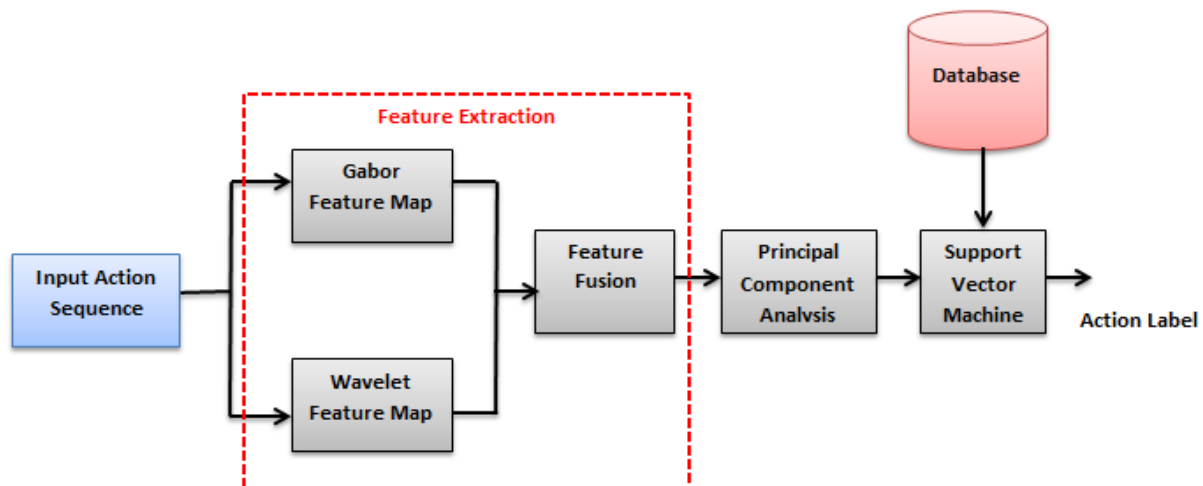 Database
Feature Extraction
Gabor
Feature Map
Input Action
Sequence
Feature
Fusion
Principal
Component
Analvsis
Support
Vector
Machine
Action Label
Wavelet
Feature Map